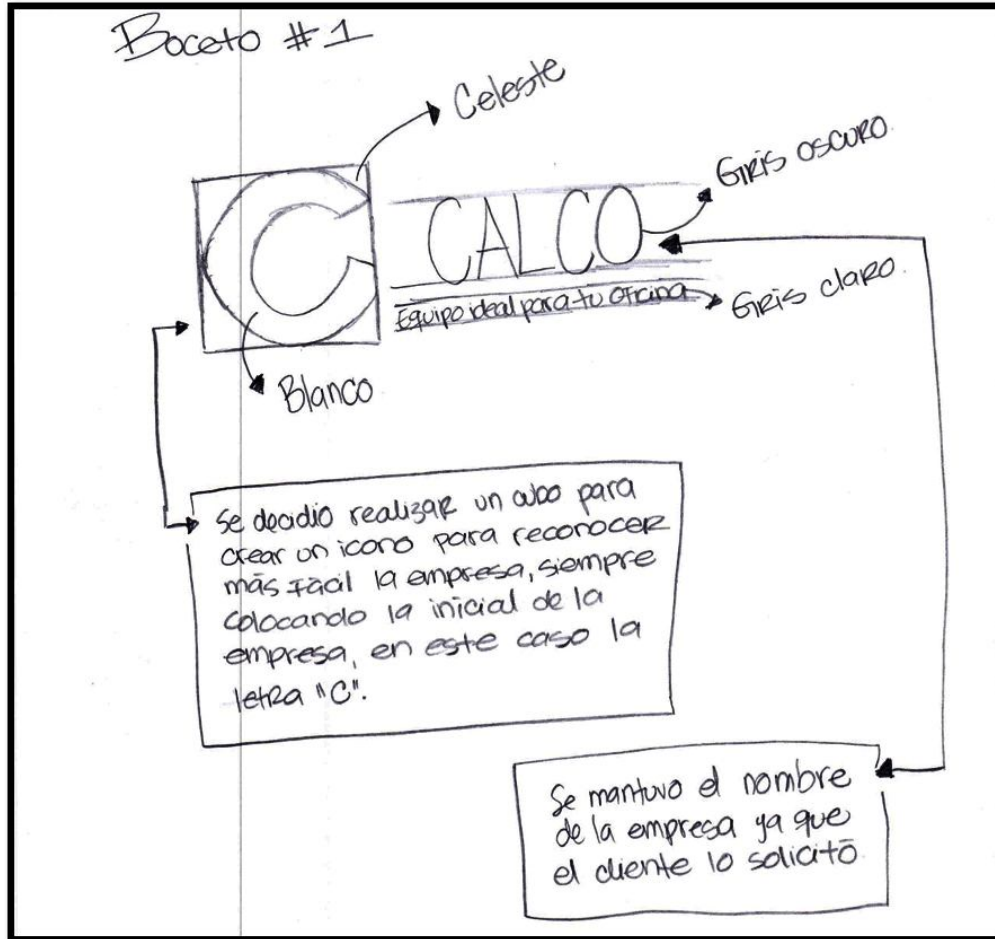 Boceto #1
Celeste
Gris oscuro
C CALCO
Equipo ideal para tu oficina
Gris claro
Blanco
Se decidio realizar un cubo para
crear un icono para reconocer
más fácil la empresa, siempre
colocando la inicial de la
empresa, en este caso la
letra "C".
Se mantuvo el nombre
de la empresa ya que
el cliente lo solicitó